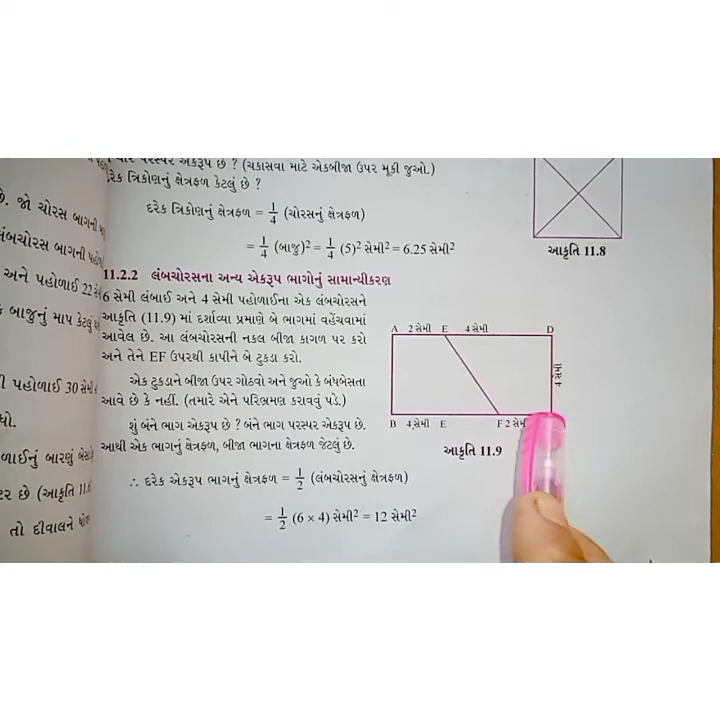 પરસ્પર એકરૂપ છે ? (ચકાસવા માટે એકબીજા ઉપર મૂકી જુઓ.)
દરેક ત્રિકોણનું ક્ષેત્રફળ કેટલું છે ?
દરેક ત્રિકોણનું ક્ષેત્રફળ = 1/4 (ચોરસનું ક્ષેત્રફળ)
= 1/4 (બાજુ)² = 1/4 (5)² સેમી² = 6.25 સેમી²
આકૃતિ 11.8
11.2.2 લંબચોરસના અન્ય એકરૂપ ભાગોનું સામાન્યીકરણ
6 સેમી લંબાઈ અને 4 સેમી પહોળાઈના એક લંબચોરસને
આકૃતિ (11.9) માં દર્શાવ્યા પ્રમાણે બે ભાગમાં વહેંચવામાં
આવેલ છે. આ લંબચોરસની નકલ બીજા કાગળ પર કરો
અને તેને EF ઉપરથી કાપીને બે ટુકડા કરો.
એક ટુકડાને બીજા ઉપર ગોઠવો અને જુઓ કે બંધબેસતા
આવે છે કે નહીં. (તમારે એને પરિભ્રમણ કરાવવું પડે.)
શું બંને ભાગ એકરૂપ છે ? બંને ભાગ પરસ્પર એકરૂપ છે.
આથી એક ભાગનું ક્ષેત્રફળ, બીજા ભાગના ક્ષેત્રફળ જેટલું છે.
∴ દરેક એકરૂપ ભાગનું ક્ષેત્રફળ = 1/2 (લંબચોરસનું ક્ષેત્રફળ)
= 1/2 (6 × 4) સેમી² = 12 સેમી²
A 2 સેમી E 4 સેમી D
4 સેમી
B 4 સેમી E F 2 સેમી
આકૃતિ 11.9
છે. જો ચોરસ બાગની
લંબચોરસ બાગની
અને પહોળાઈ 22
બાજુનું માપ કેટલું
પહોળાઈ 30 સેમી
બારણું
છે (આકૃતિ
તો દીવાલને